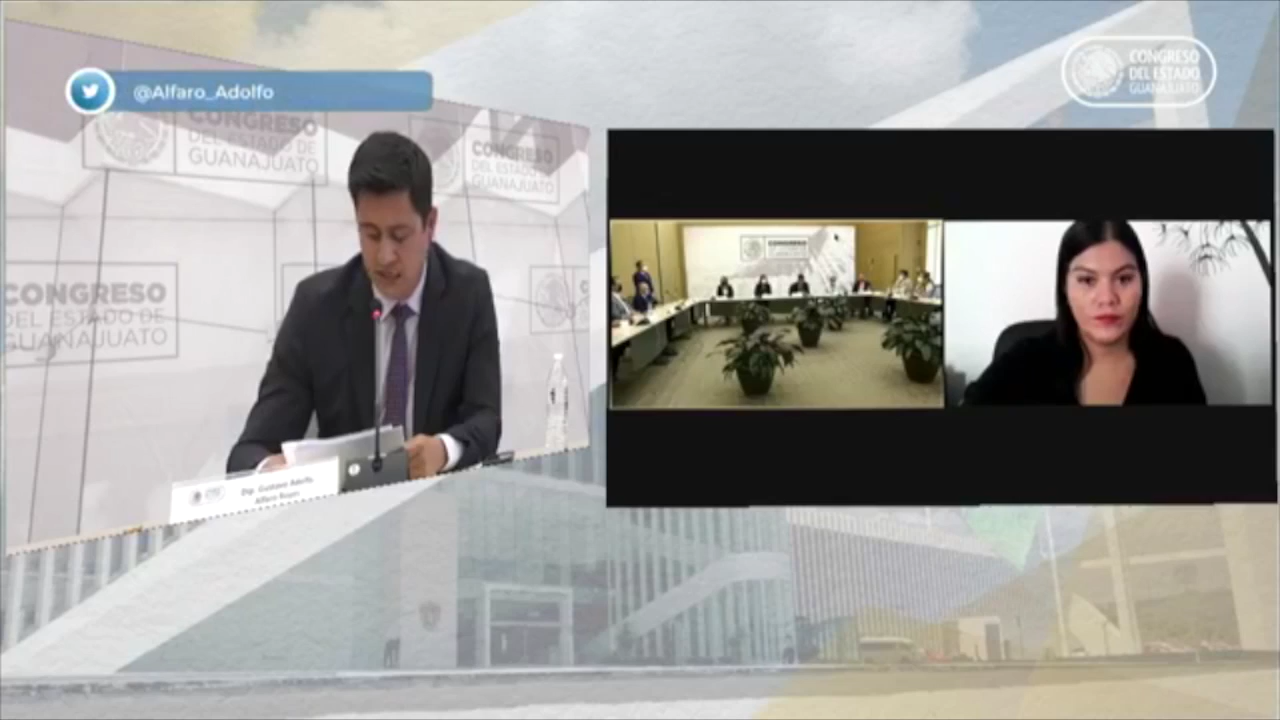 @Alfaro_Adolfo
CONGRESO
DEL ESTADO
GUANAJUATO
CONGRESO
DEL ESTADO DE
GUANAJUATO
CONGRESO
DEL ESTADO DE
GUANAJUATO
CONGRESO
DEL ESTADO DE
GUANAJUATO
Dip. Gustavo Adolfo
Alfaro Reyes
CONGRESO